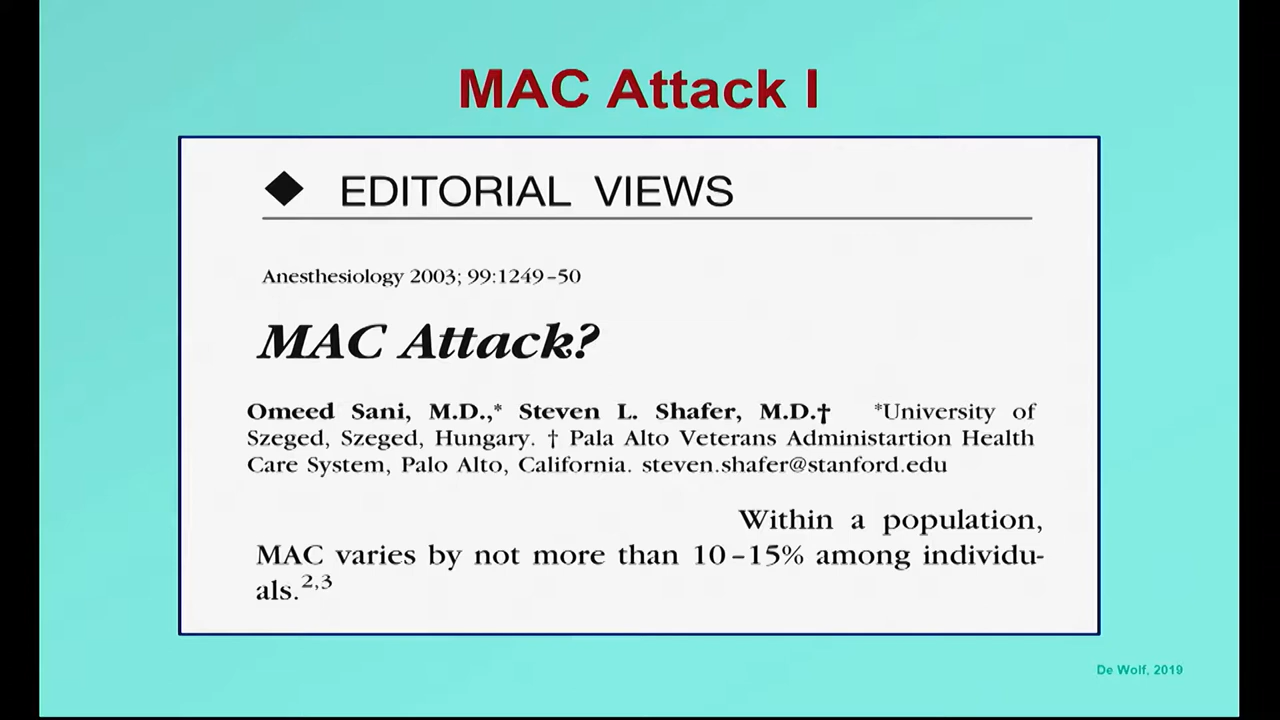 MAC Attack I
◆ EDITORIAL VIEWS
Anesthesiology 2003; 99:1249–50
MAC Attack?
Omeed Sani, M.D.,* Steven L. Shafer, M.D.† *University of
Szeged, Szeged, Hungary. † Pala Alto Veterans Administartion Health
Care System, Palo Alto, California. steven.shafer@stanford.edu
Within a population,
MAC varies by not more than 10–15% among individu-
als.2,3
De Wolf, 2019